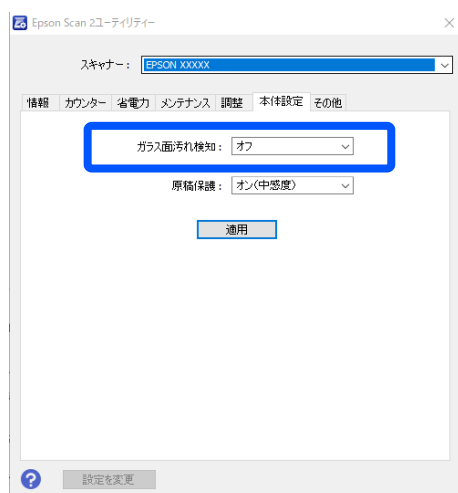 Epson Scan 2ユーティリティー
スキャナー： EPSON XXXXX
情報 カウンター 省電力 メンテナンス 調整 本体設定 その他
ガラス面汚れ検知： オフ
原稿保護： オン(中感度)
適用
? 設定を変更